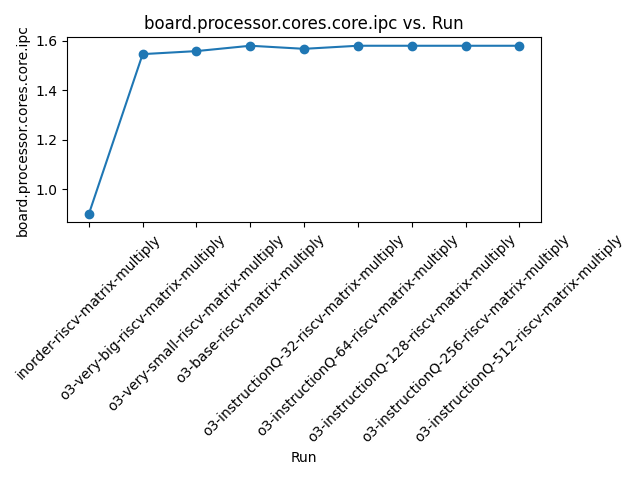 board.processor.cores.core.ipc vs. Run
board.processor.cores.core.ipc
1.6
1.4
1.2
1.0
inorder-riscv-matrix-multiply
o3-very-big-riscv-matrix-multiply
o3-very-small-riscv-matrix-multiply
o3-base-riscv-matrix-multiply
o3-instructionQ-32-riscv-matrix-multiply
o3-instructionQ-64-riscv-matrix-multiply
o3-instructionQ-128-riscv-matrix-multiply
o3-instructionQ-256-riscv-matrix-multiply
o3-instructionQ-512-riscv-matrix-multiply
Run